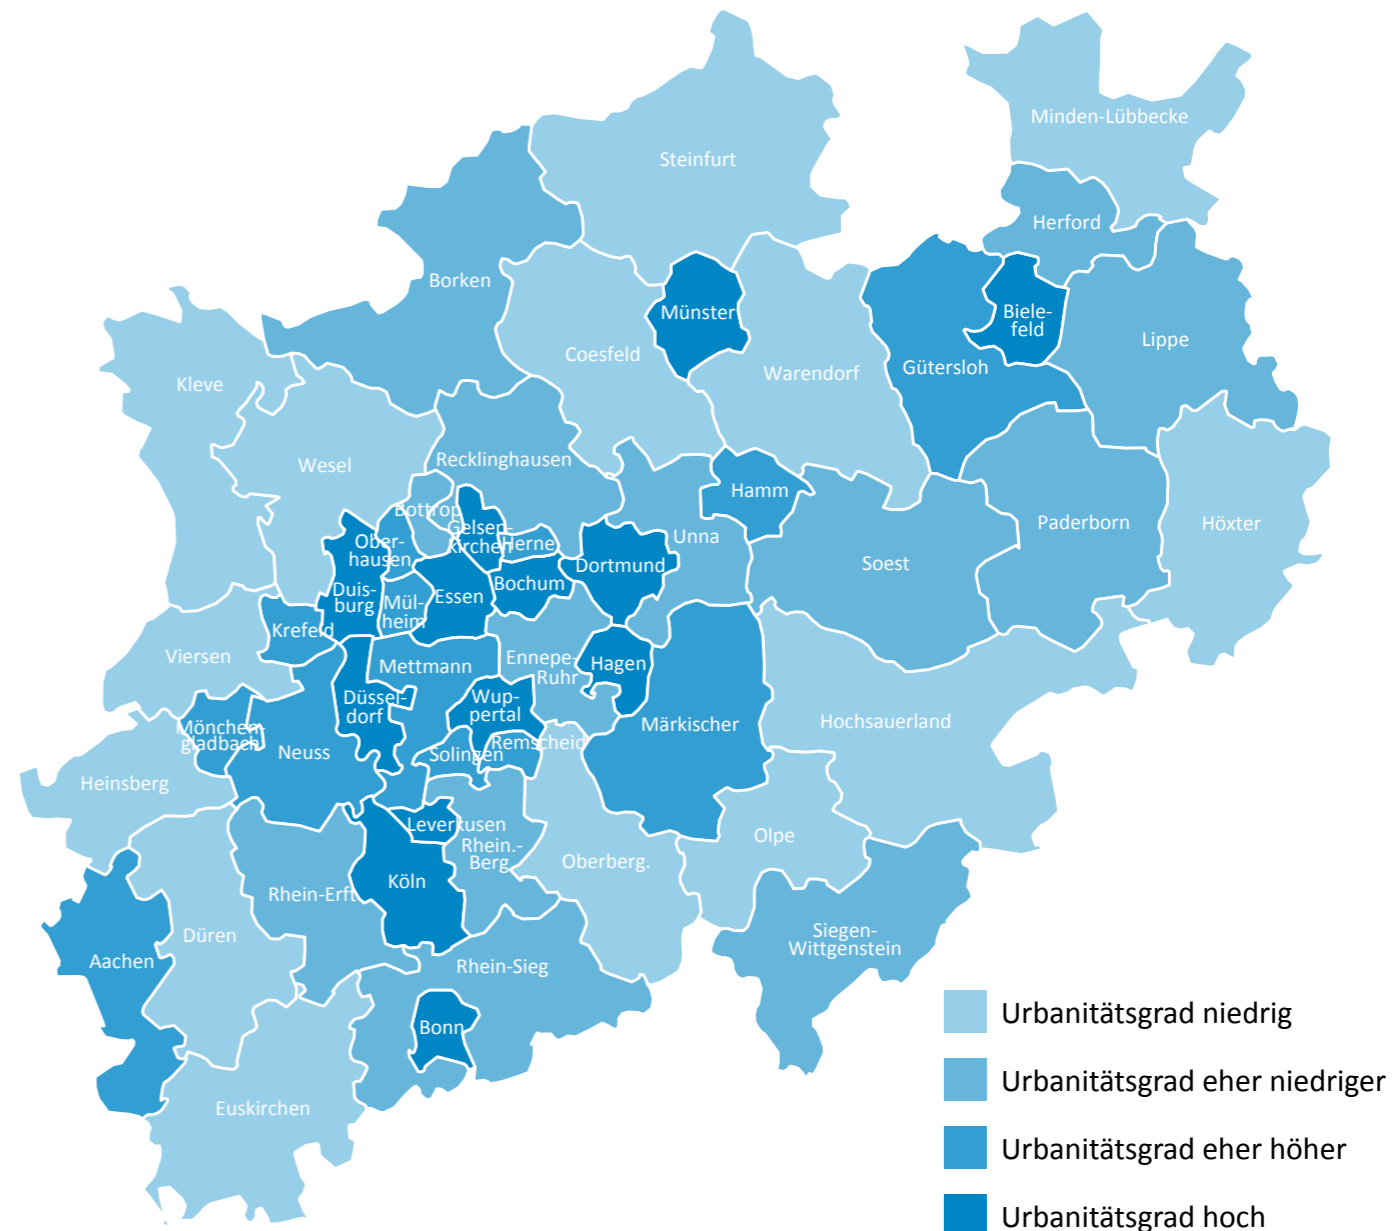 Minden-Lübbecke
Steinfurt
Herford
Borken
Münster
Biele-
feld
Lippe
Coesfeld
Gütersloh
Warendorf
Kleve
Recklinghausen
Wesel
Hamm
Bottrop
Paderborn
Höxter
Gelsen-
kirchen
Herne
Unna
Ober-
hausen
Soest
Dortmund
Bochum
Duis-
burg
Essen
Mül-
heim
Krefeld
Viersen
Mettmann
Ennepe-
Ruhr
Hagen
Düssel-
dorf
Wup-
pertal
Märkischer
Hochsauerland
Mönchen-
gladbach
Neuss
Remscheid
Solingen
Heinsberg
Leverkusen
Olpe
Rhein.-
Berg.
Oberberg.
Köln
Rhein-Erft
Düren
Siegen-
Wittgenstein
Aachen
Rhein-Sieg
Bonn
Euskirchen
Urbanitätsgrad niedrig
Urbanitätsgrad eher niedriger
Urbanitätsgrad eher höher
Urbanitätsgrad hoch